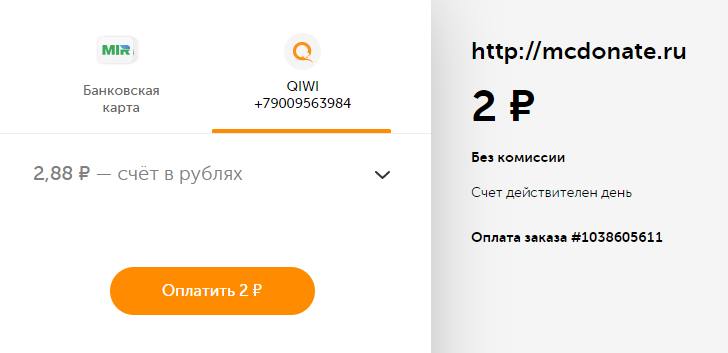 MIR
Банковская
карта
QIWI
+79009563984
2,88 ₽ — счёт в рублях
Оплатить 2 ₽
http://mcdonate.ru
2 ₽
Без комиссии
Счет действителен день
Оплата заказа #1038605611